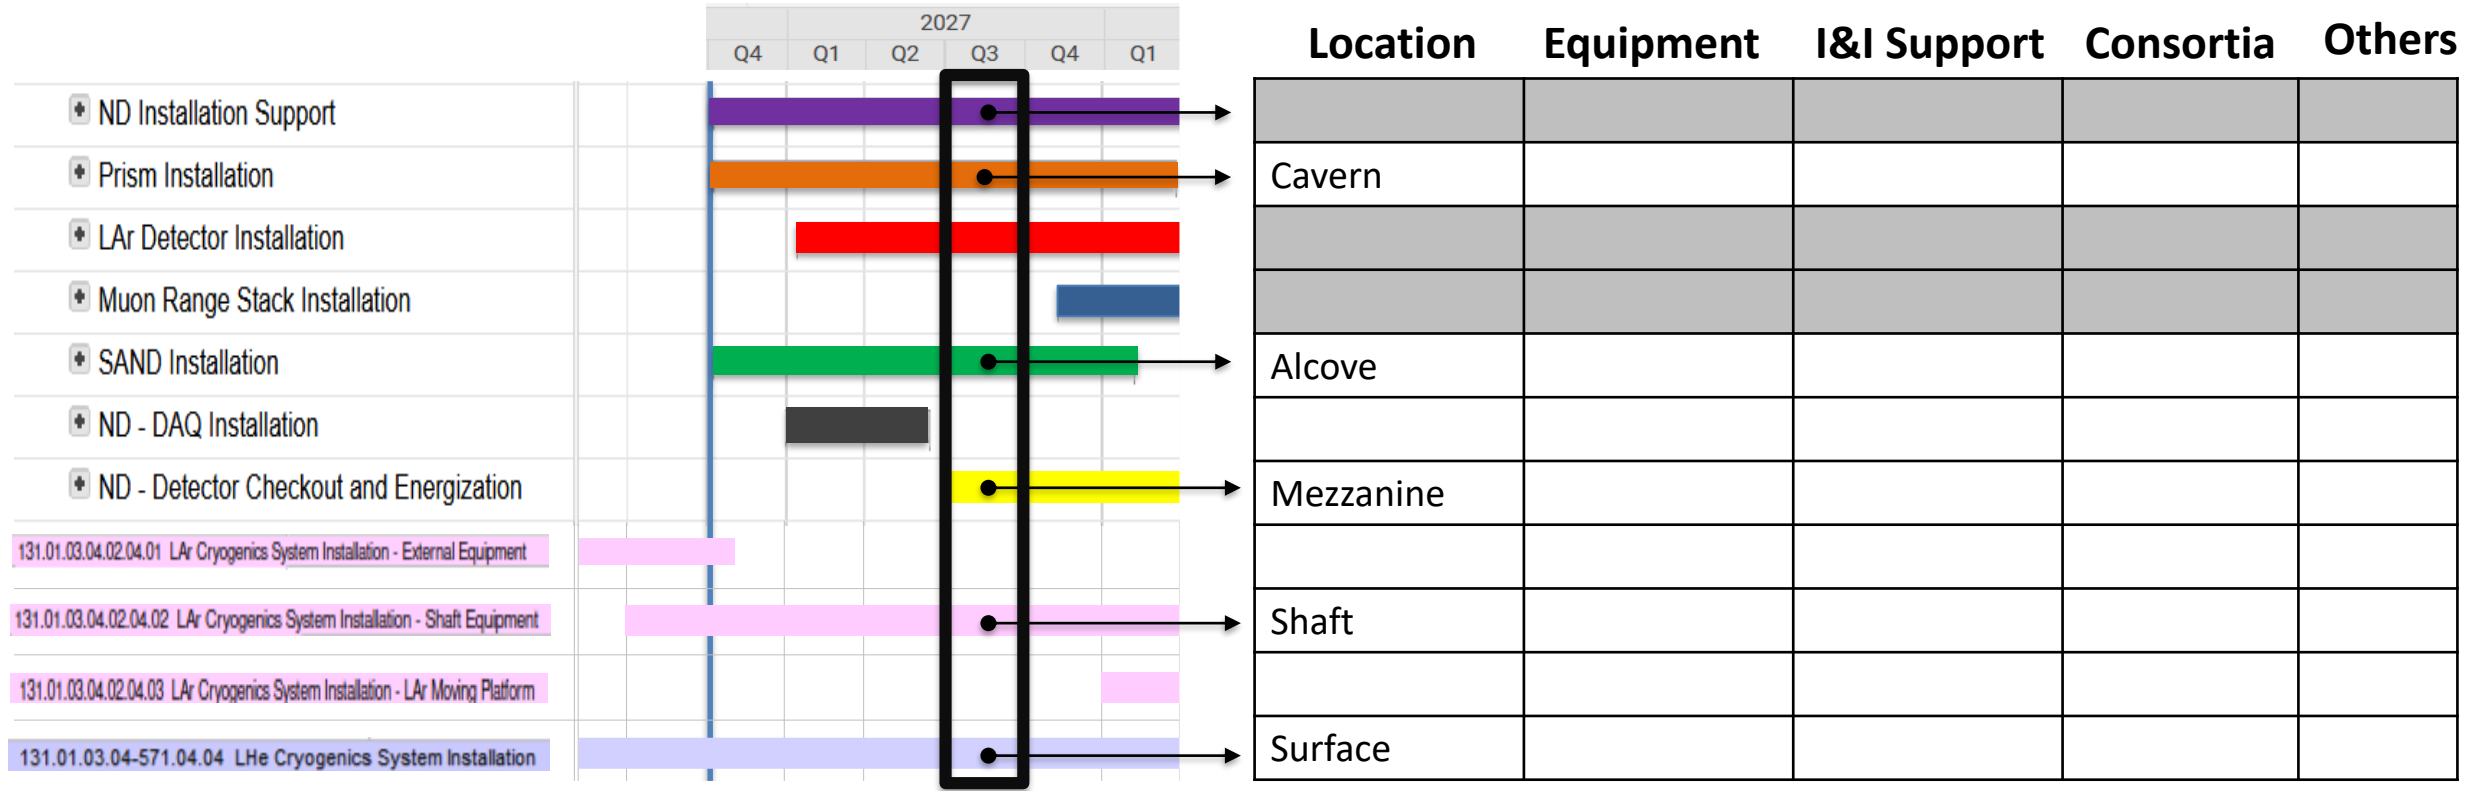 2027
Q4 Q1 Q2 Q3 Q4 Q1
Location Equipment I&I Support Consortia Others
ND Installation Support
Prism Installation
Cavern
LAr Detector Installation
Muon Range Stack Installation
SAND Installation
Alcove
ND - DAQ Installation
ND - Detector Checkout and Energization
Mezzanine
131.01.03.04.02.04.01 LAr Cryogenics System Installation - External Equipment
131.01.03.04.02.04.02 LAr Cryogenics System Installation - Shaft Equipment
Shaft
131.01.03.04.02.04.03 LAr Cryogenics System Installation - LAr Moving Platform
131.01.03.04-571.04.04 LHe Cryogenics System Installation
Surface